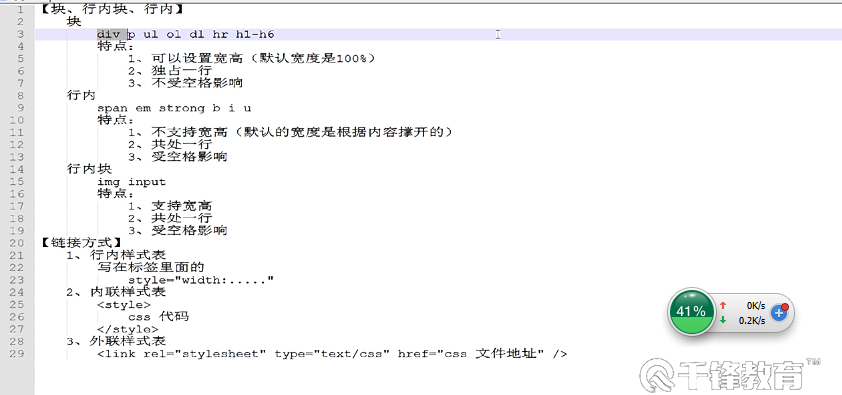 1 【块、行内块、行内】
2 块
3 div p ul ol dl hr h1-h6
4 特点：
5 1、可以设置宽高（默认宽度是100%）
6 2、独占一行
7 3、不受空格影响
8 行内
9 span em strong b i u
10 特点：
11 1、不支持宽高（默认的宽度是根据内容撑开的）
12 2、共处一行
13 3、受空格影响
14 行内块
15 img input
16 特点：
17 1、支持宽高
18 2、共处一行
19 3、受空格影响
20 【链接方式】
21 1、行内样式表
22 写在标签里面的
23 style="width:....."
24 2、内联样式表
25 <style>
26 css 代码
27 </style>
28 3、外联样式表
29 <link rel="stylesheet" type="text/css" href="css 文件地址" />
41%
0K/s
0.2K/s
千锋教育™